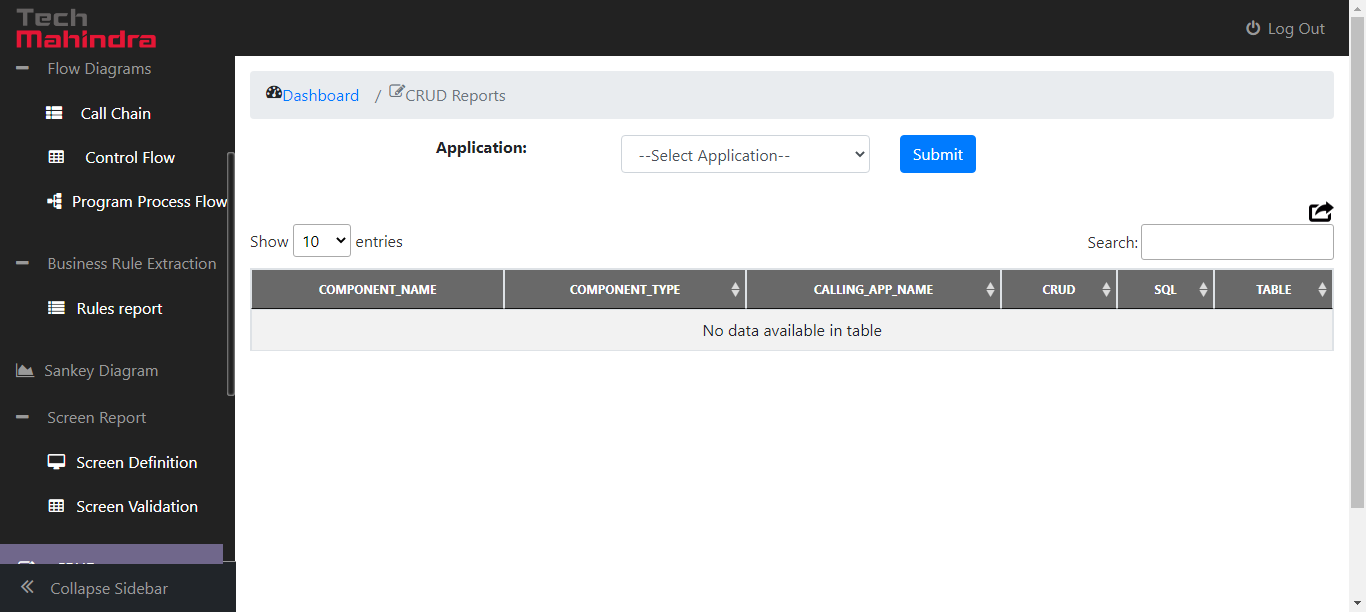 Tech
Mahindra
Log Out
Flow Diagrams
Call Chain
Control Flow
Program Process Flow
Business Rule Extraction
Rules report
Sankey Diagram
Screen Report
Screen Definition
Screen Validation
Collapse Sidebar
Dashboard / CRUD Reports
Application: --Select Application-- Submit
Show 10 entries Search:
COMPONENT_NAME COMPONENT_TYPE CALLING_APP_NAME CRUD SQL TABLE
No data available in table